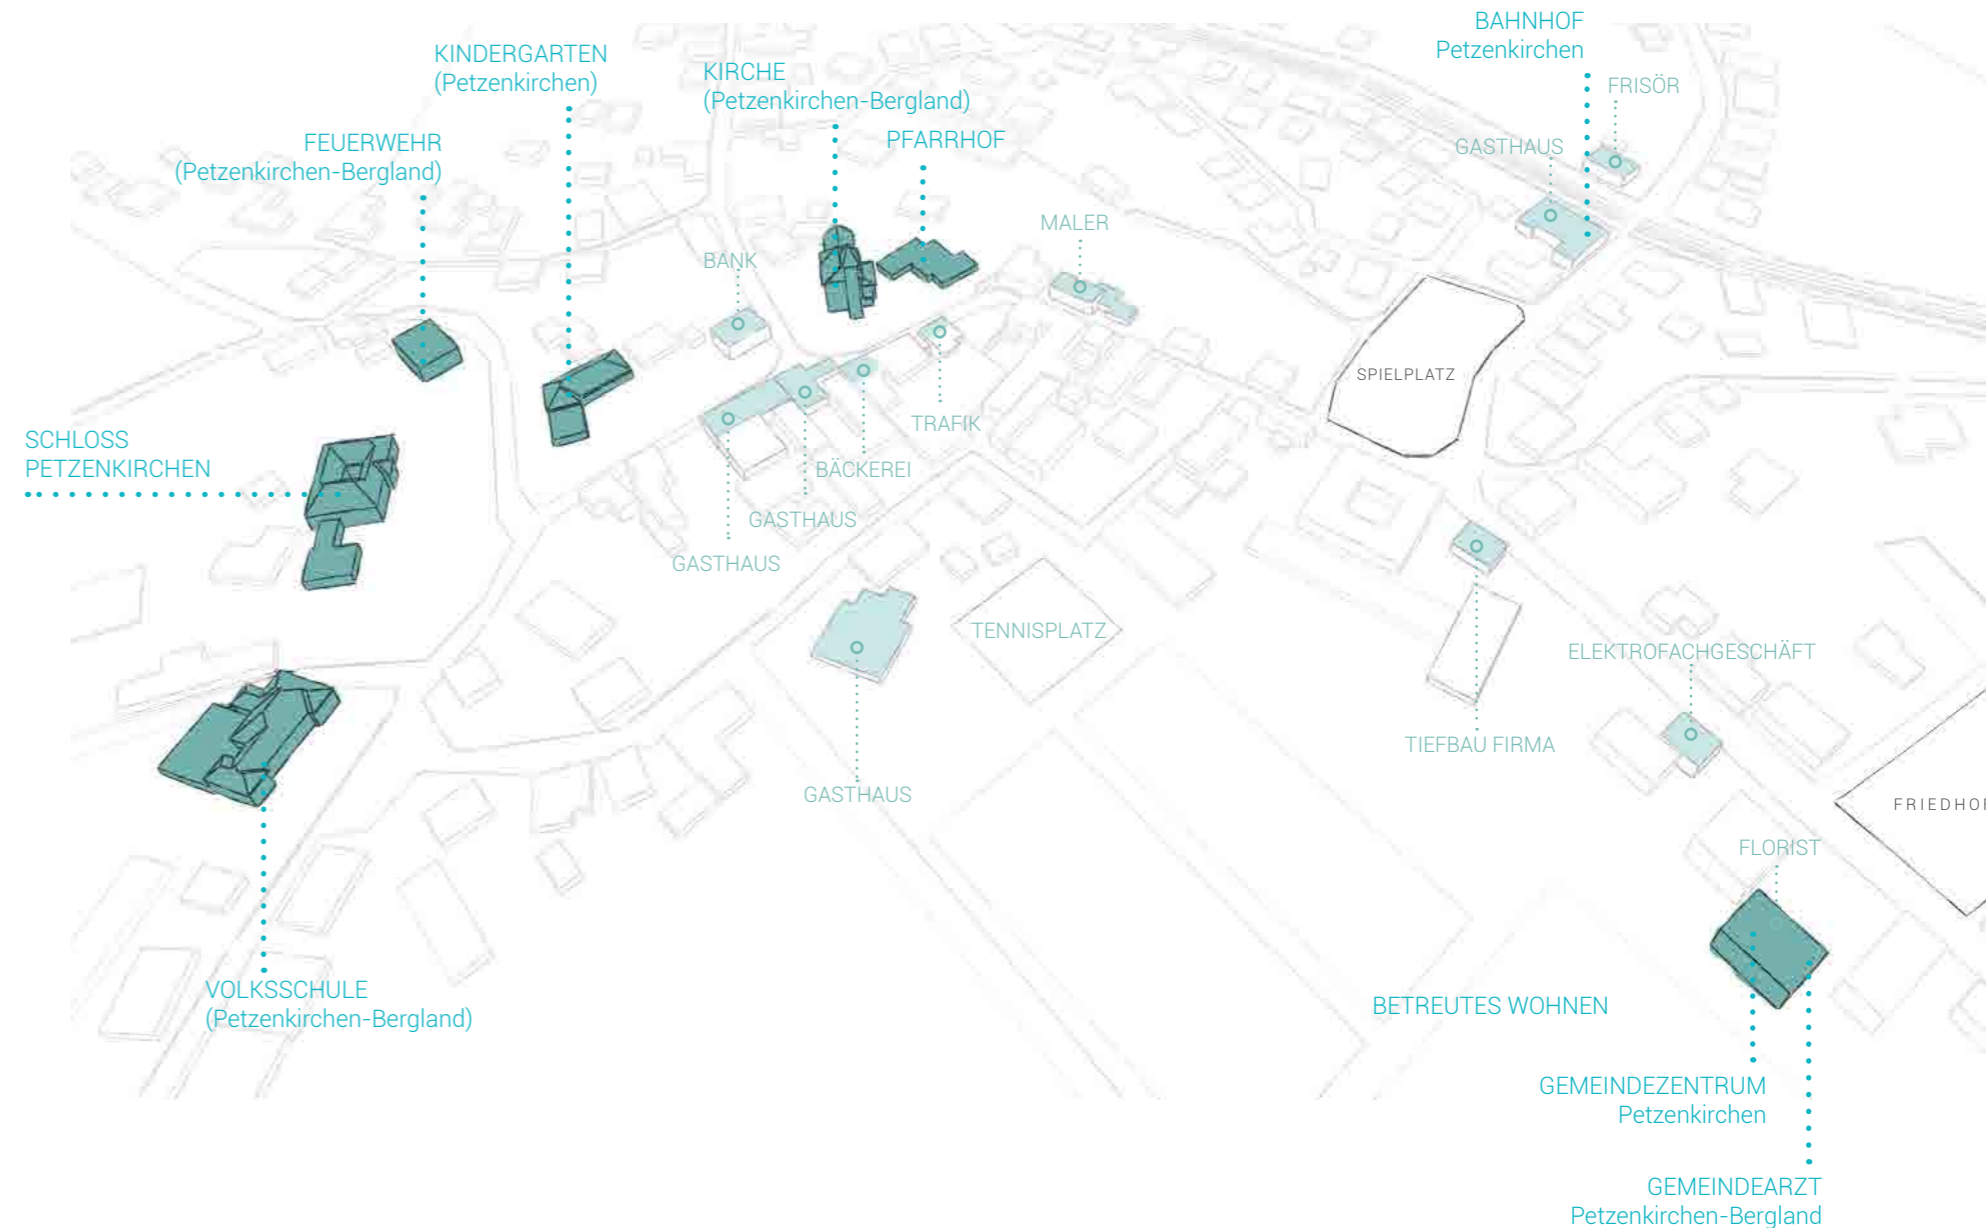 BAHNHOF
Petzenkirchen
KINDERGARTEN
(Petzenkirchen)
KIRCHE
(Petzenkirchen-Bergland)
FRISÖR
FEUERWEHR
(Petzenkirchen-Bergland)
PFARRHOF
GASTHAUS
MALER
BANK
SPIELPLATZ
TRAFIK
SCHLOSS
PETZENKIRCHEN
BÄCKEREI
GASTHAUS
GASTHAUS
TENNISPLATZ
ELEKTROFACHGESCHÄFT
TIEFBAU FIRMA
GASTHAUS
FRIEDHOF
FLORIST
VOLKSSCHULE
(Petzenkirchen-Bergland)
BETREUTES WOHNEN
GEMEINDEZENTRUM
Petzenkirchen
GEMEINDEARZT
Petzenkirchen-Bergland